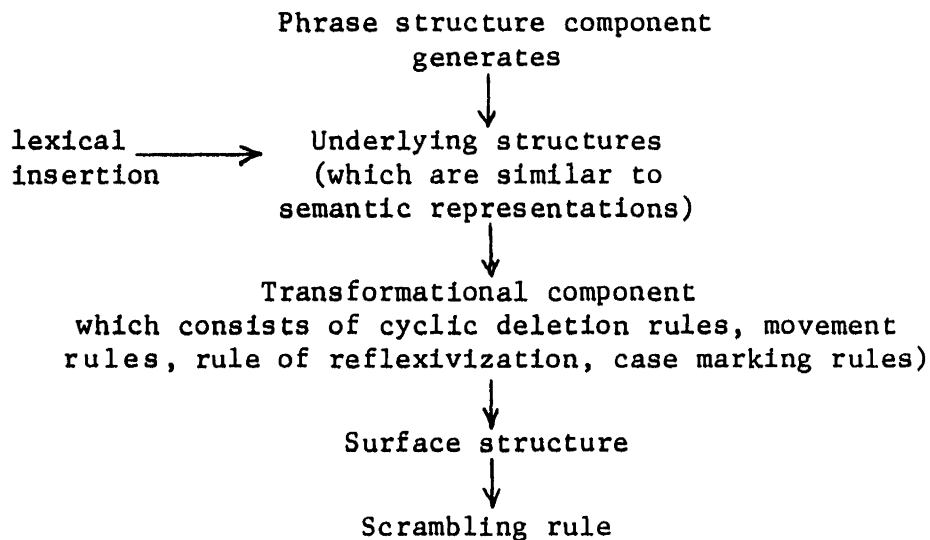 Phrase structure component
generates
lexical
insertion
Underlying structures
(which are similar to
semantic representations)
Transformational component
which consists of cyclic deletion rules, movement
rules, rule of reflexivization, case marking rules)
Surface structure
Scrambling rule